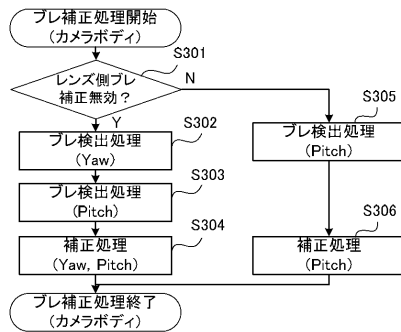 ブレ補正処理開始
(カメラボディ)
S301
レンズ側ブレ
補正無効?
N
Y
S302
ブレ検出処理
(Yaw)
S303
ブレ検出処理
(Pitch)
S304
補正処理
(Yaw, Pitch)
S305
ブレ検出処理
(Pitch)
S306
補正処理
(Pitch)
ブレ補正処理終了
(カメラボディ)